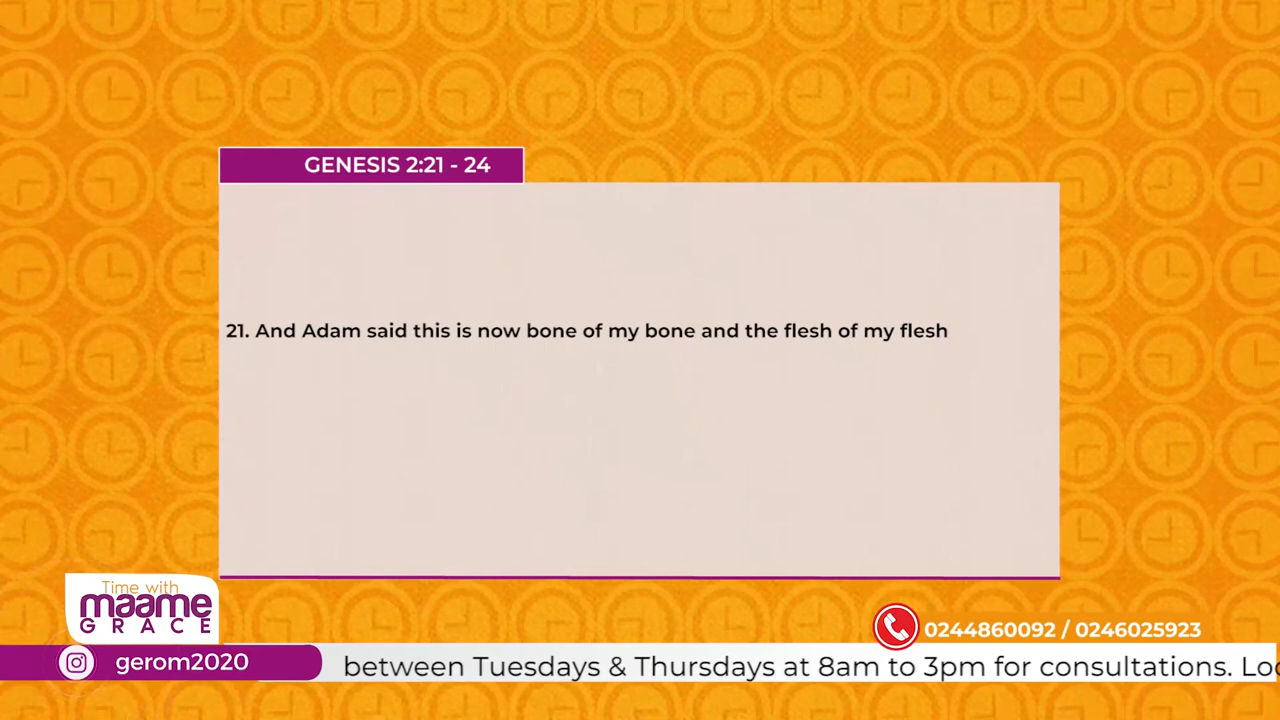 GENESIS 2:21 - 24
21. And Adam said this is now bone of my bone and the flesh of my flesh
Time with
maame
GRACE
0244860092 / 0246025923
gerom2020
between Tuesdays & Thursdays at 8am to 3pm for consultations.